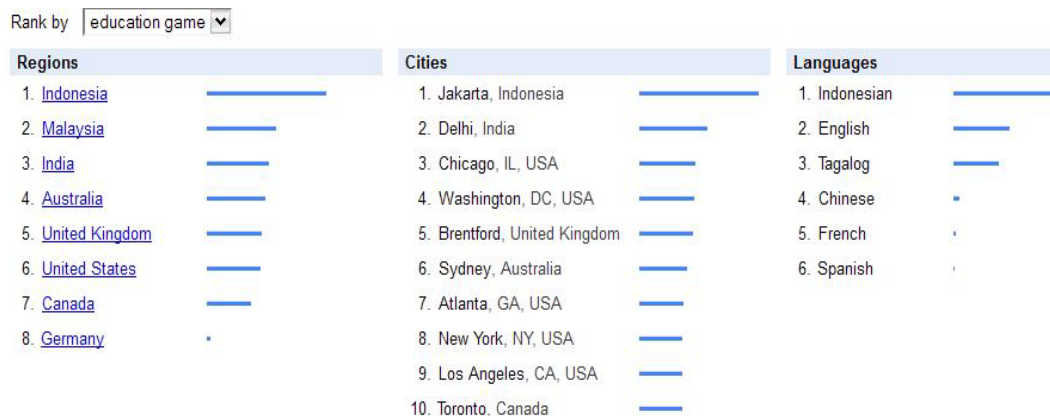 Rank by education game
Regions
1. Indonesia
2. Malaysia
3. India
4. Australia
5. United Kingdom
6. United States
7. Canada
8. Germany
Cities
1. Jakarta, Indonesia
2. Delhi, India
3. Chicago, IL, USA
4. Washington, DC, USA
5. Brentford, United Kingdom
6. Sydney, Australia
7. Atlanta, GA, USA
8. New York, NY, USA
9. Los Angeles, CA, USA
10. Toronto, Canada
Languages
1. Indonesian
2. English
3. Tagalog
4. Chinese
5. French
6. Spanish